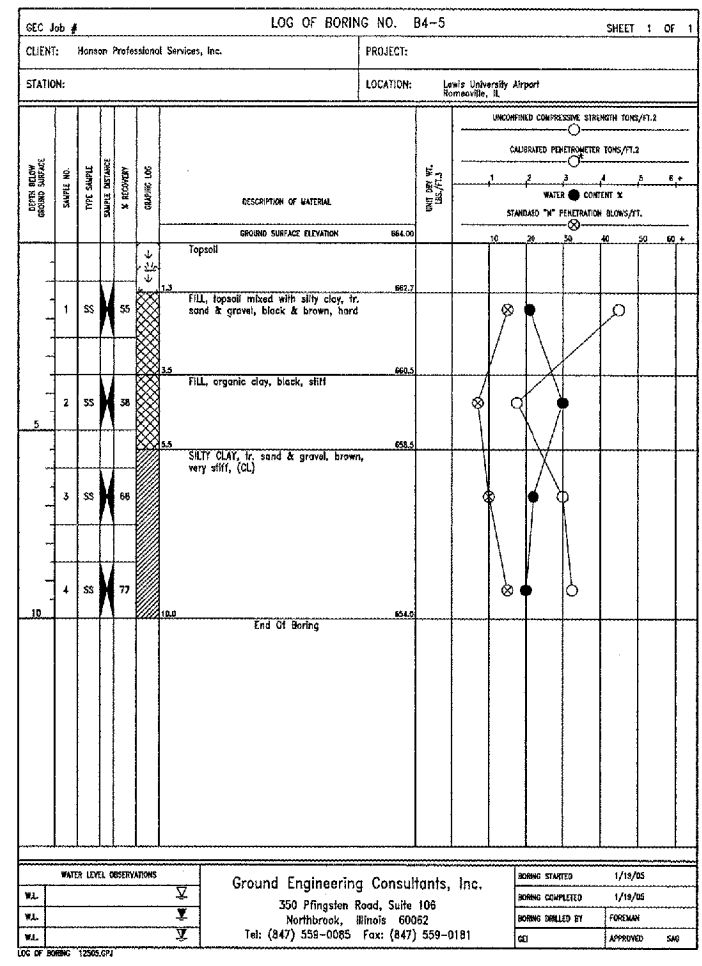 GEC Job #
LOG OF BORING NO. B4-5
SHEET 1 OF 1
CLIENT: Hanson Professional Services, Inc.
PROJECT:
STATION:
LOCATION: Lewis University Airport
Romeoville, IL
DEPTH BELOW
GROUND SURFACE
SAMPLE NO.
TYPE SAMPLE
SAMPLE DISTANCE
% RECOVERY
GRAPHIC LOG
DESCRIPTION OF MATERIAL
UNIT DRY WT.
LBS./FT.3
UNCONFINED COMPRESSIVE STRENGTH TONS/FT.2
CALIBRATED PENETROMETER TONS/FT.2
1 2 3 4 5 6 +
WATER CONTENT %
STANDARD "N" PENETRATION BLOWS/FT.
GROUND SURFACE ELEVATION 664.00
10 20 30 40 50 60 +
Topsoil
1.3 662.7
1 SS 55
FILL, topsoil mixed with silty clay, tr.
sand & gravel, black & brown, hard
3.5 660.5
2 SS 38
FILL, organic clay, black, stiff
5
5.5 658.5
SILTY CLAY, tr. sand & gravel, brown,
very stiff, (CL)
3 SS 66
4 SS 77
10 10.0 654.0
End Of Boring
WATER LEVEL OBSERVATIONS
W.L.
W.L.
W.L.
Ground Engineering Consultants, Inc.
350 Pfingsten Road, Suite 106
Northbrook, Illinois 60062
Tel: (847) 559-0085 Fax: (847) 559-0181
BORING STARTED 1/19/05
BORING COMPLETED 1/19/05
BORING DRILLED BY FOREMAN
GEI APPROVED SAG
LOG OF BORING 12505.GPJ